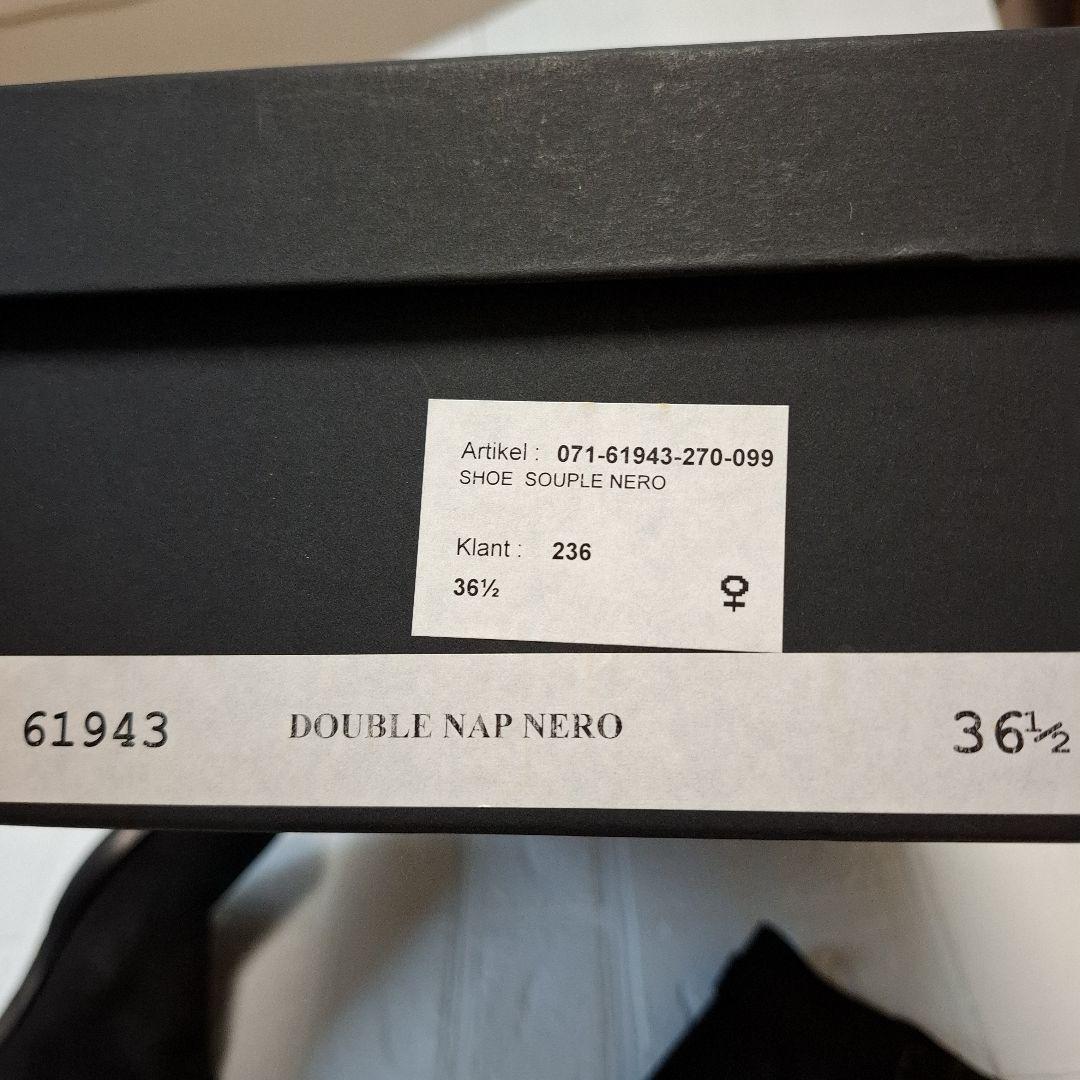 Artikel : 071-61943-270-099
SHOE SOUPLE NERO
Klant : 236
36½ ♀
61943 DOUBLE NAP NERO 36½